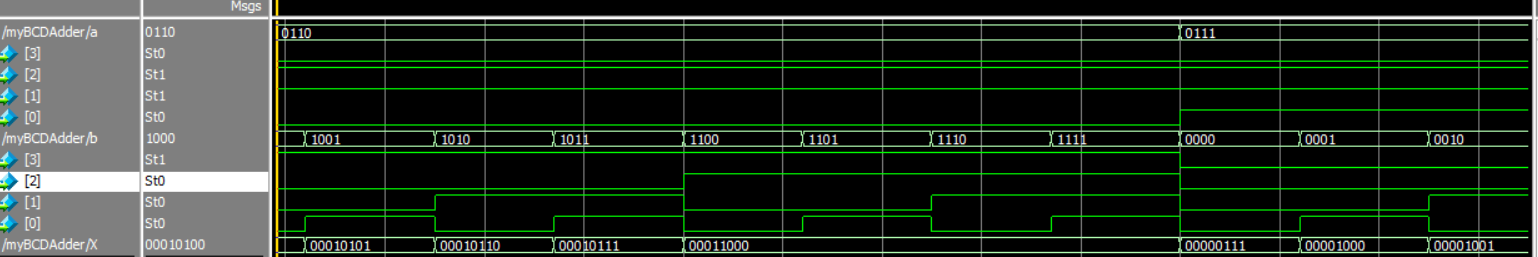 Msgs
/myBCDAdder/a 0110 0110 0111
[3] St0
[2] St1
[1] St1
[0] St0
/myBCDAdder/b 1000 1001 1010 1011 1100 1101 1110 1111 0000 0001 0010
[3] St1
[2] St0
[1] St0
[0] St0
/myBCDAdder/X 00010100 00010101 00010110 00010111 00011000 00000111 00001000 00001001